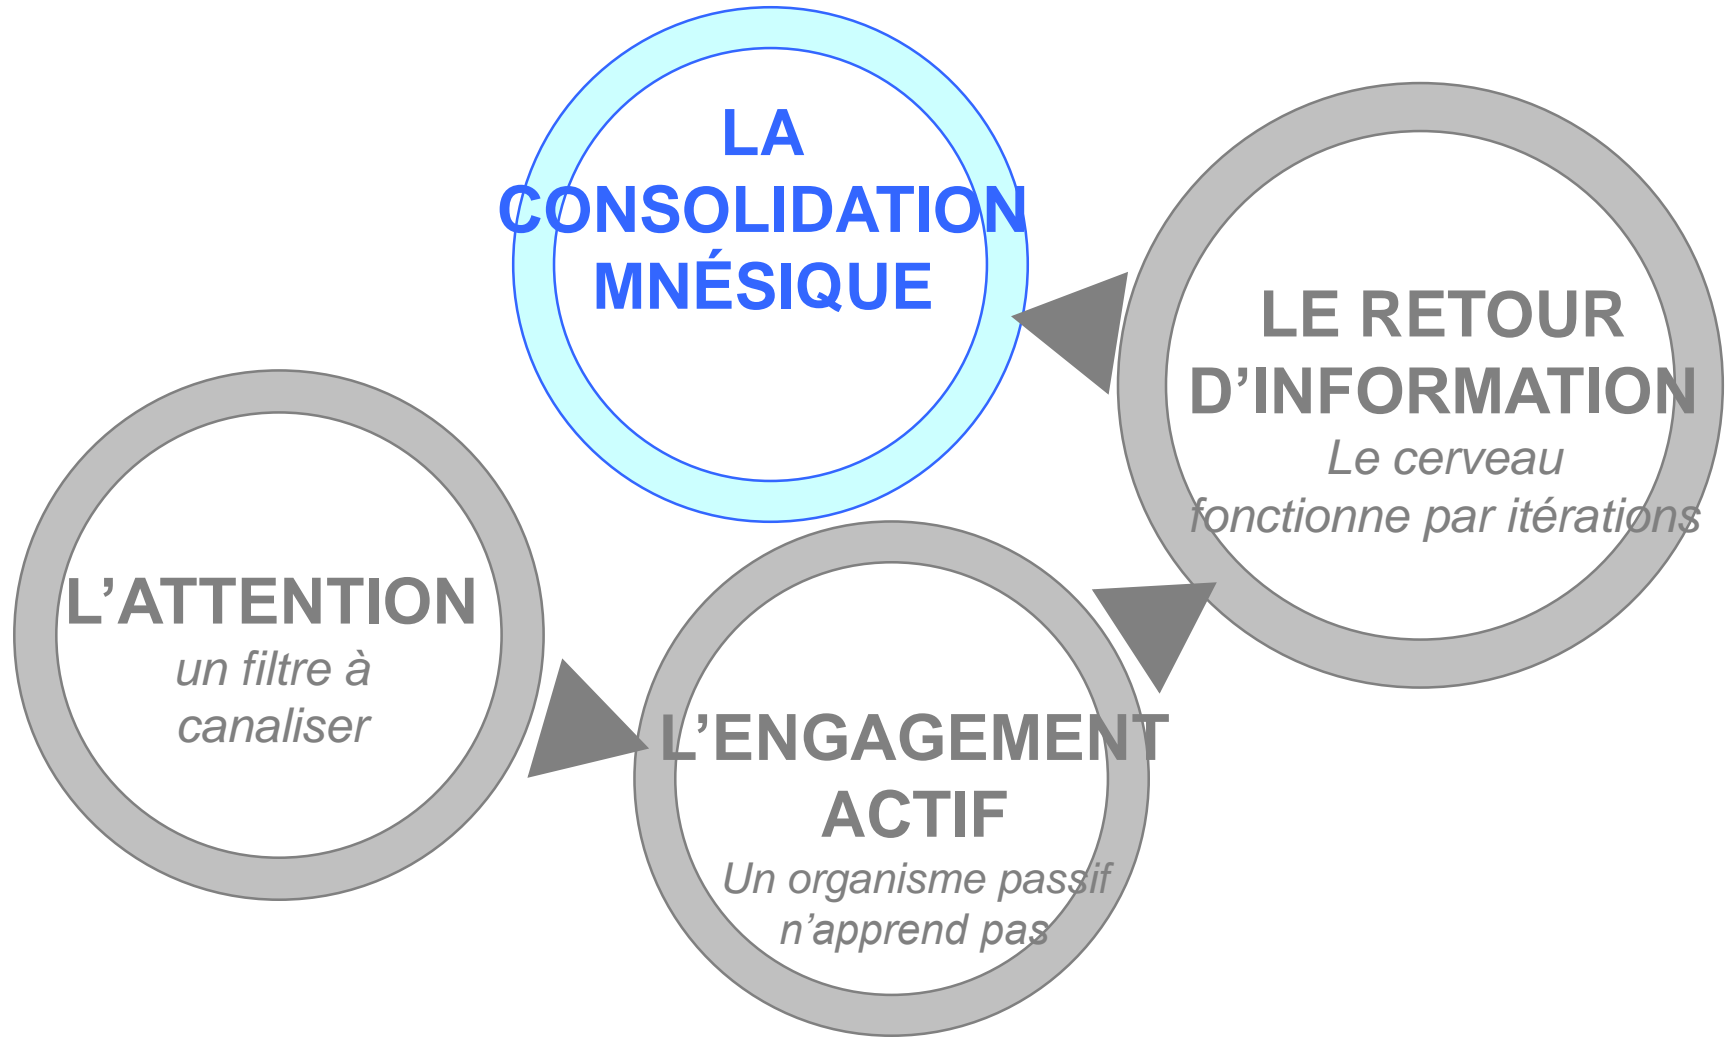 LA
CONSOLIDATION
MNÉSIQUE
LE RETOUR
D’INFORMATION
Le cerveau
fonctionne par itérations
L’ATTENTION
un filtre à
canaliser
L’ENGAGEMENT
ACTIF
Un organisme passif
n’apprend pas